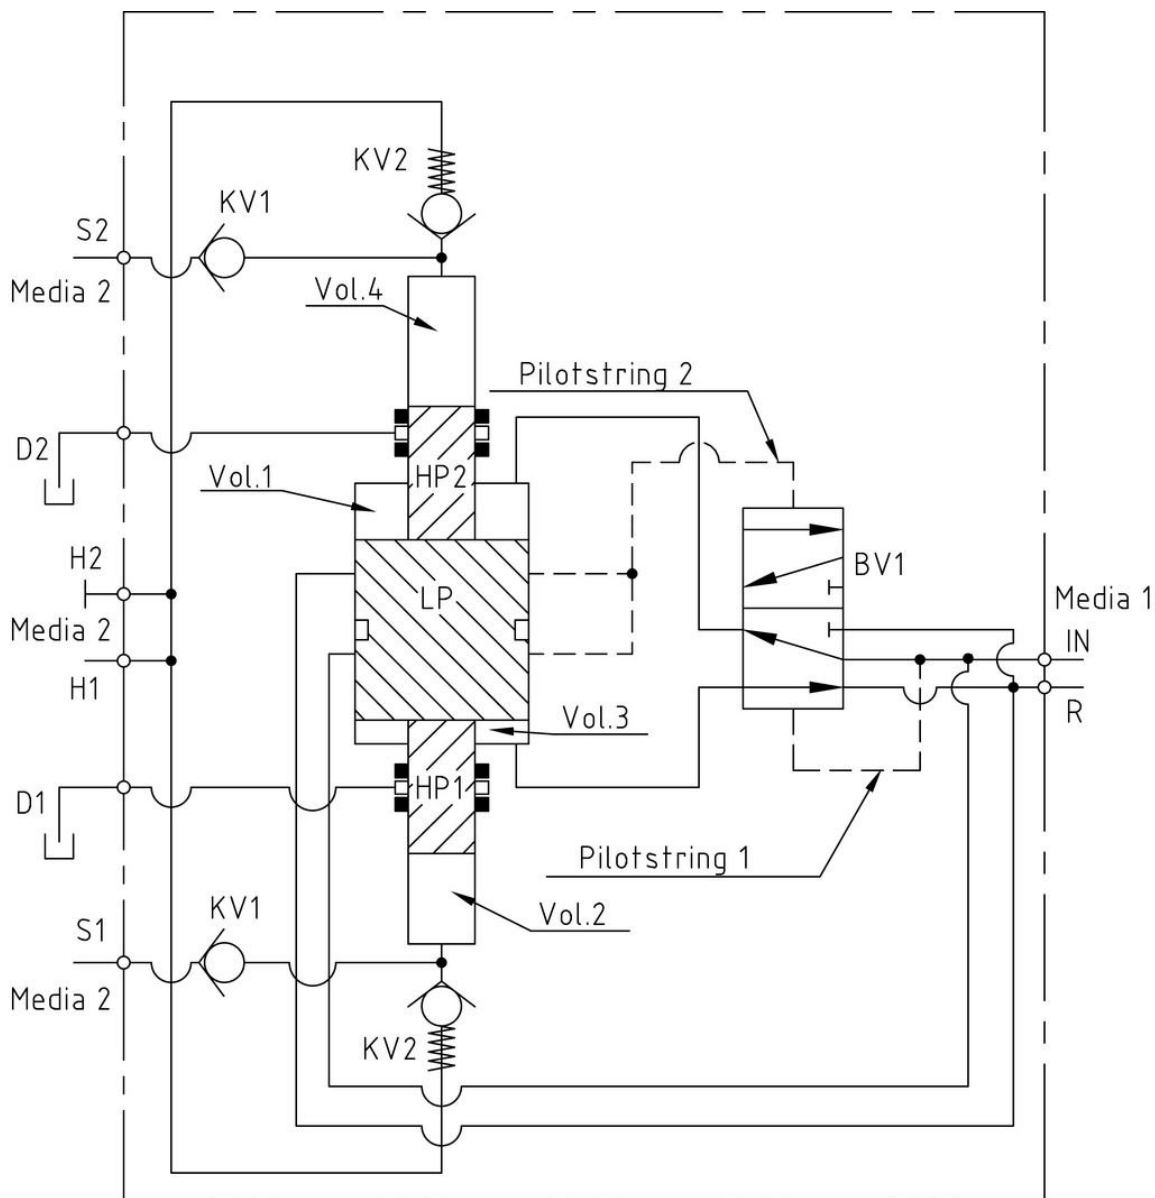 KV2
KV1
S2
Media 2
Vol.4
Pilotstring 2
D2
Vol.1
HP2
H2
BV1
LP
Media 1
Media 2
IN
H1
R
Vol.3
D1
HP1
Pilotstring 1
KV1
Vol.2
S1
Media 2
KV2